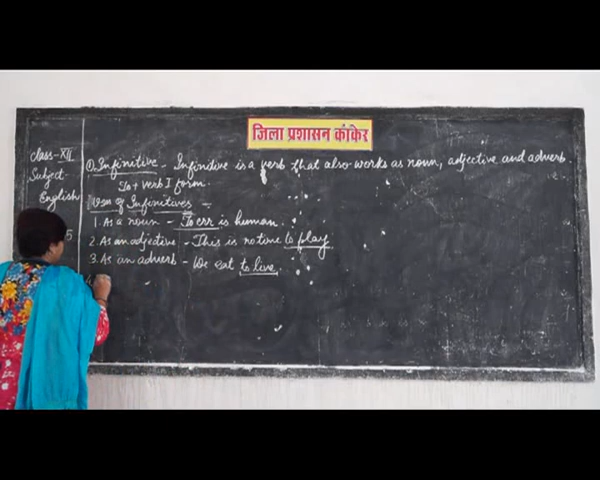 जिला प्रशासन कांकेर
Class-XII
Subject-
English
5
Q. Infinitive - Infinitive is a verb that also works as noun, adjective and adverb.
To + verb I form.
Uses of Infinitives -
1. As a noun - To err is human.
2. As an adjective - This is no time to play
3. As an adverb - We eat to live.